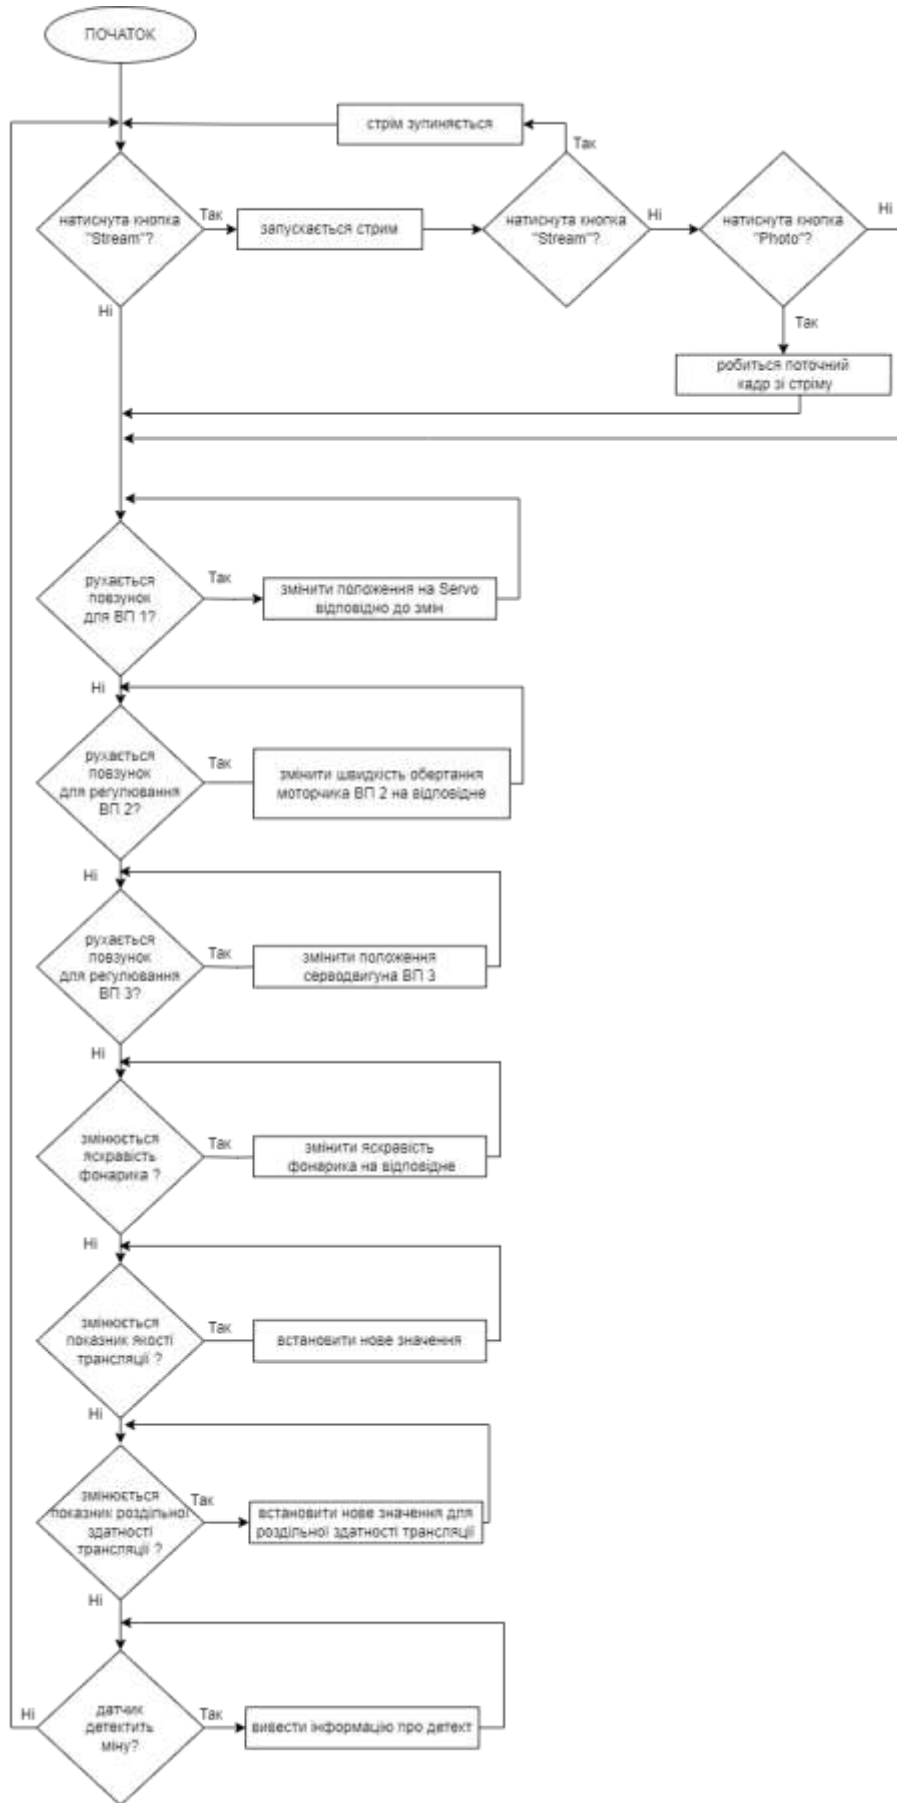 ПОЧАТОК
стрім зупиняється
Так
натиснута кнопка
"Stream"?
Так
запускається стрим
натиснута кнопка
"Stream"?
Ні
натиснута кнопка
"Photo"?
Ні
Ні
Так
робиться поточний
кадр зі стріму
рухається
повзунок
для ВП 1?
Так
змінити положення на Servo
відповідно до змін
Ні
рухається
повзунок
для регулювання
ВП 2?
Так
змінити швидкість обертання
моторчика ВП 2 на відповідне
Ні
рухається
повзунок
для регулювання
ВП 3?
Так
змінити положення
серводвигуна ВП 3
Ні
змінюється
яскравість
фонарика ?
Так
змінити яскравість
фонарика на відповідне
Ні
змінюється
показник якості
трансляції ?
Так
встановити нове значення
Ні
змінюється
показник роздільної
здатності
трансляції ?
Так
встановити нове значення для
роздільної здатності трансляції
Ні
датчик
детектить
міну?
Ні
Так
вивести інформацію про детект